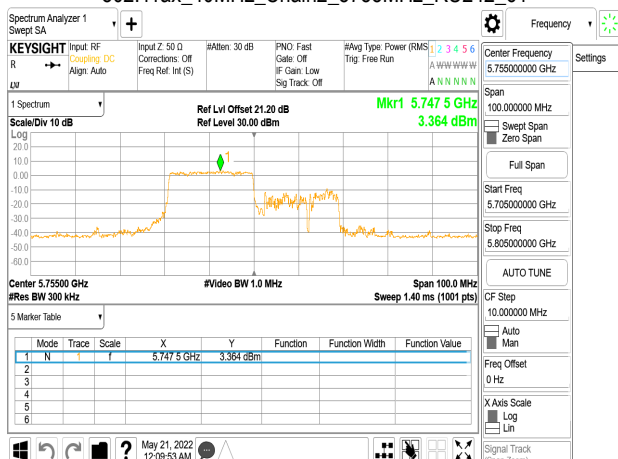 Spectrum Analyzer 1
Swept SA
Frequency
Settings
KEYSIGHT
R
Input: RF
Coupling: DC
Align: Auto
Input Z: 50 Ω
Corrections: Off
Freq Ref: Int (S)
#Atten: 30 dB
PNO: Fast
Gate: Off
IF Gain: Low
Sig Track: Off
#Avg Type: Power (RMS
Trig: Free Run
1 2 3 4 5 6
A W W W W W
A N N N N N
1 Spectrum
Scale/Div 10 dB
Ref Lvl Offset 21.20 dB
Ref Level 30.00 dBm
Mkr1 5.747 5 GHz
3.364 dBm
Log
20.0
10.0
0.00
-10.0
-20.0
-30.0
-40.0
-50.0
-60.0
1
Center 5.75500 GHz
#Res BW 300 kHz
#Video BW 1.0 MHz
Span 100.0 MHz
Sweep 1.40 ms (1001 pts)
5 Marker Table
Mode Trace Scale X Y Function Function Width Function Value
1 N 1 f 5.747 5 GHz 3.364 dBm
2
3
4
5
6
May 21, 2022
12:09:53 AM
Center Frequency
5.755000000 GHz
Span
100.000000 MHz
Swept Span
Zero Span
Full Span
Start Freq
5.705000000 GHz
Stop Freq
5.805000000 GHz
AUTO TUNE
CF Step
10.000000 MHz
Auto
Man
Freq Offset
0 Hz
X Axis Scale
Log
Lin
Signal Track